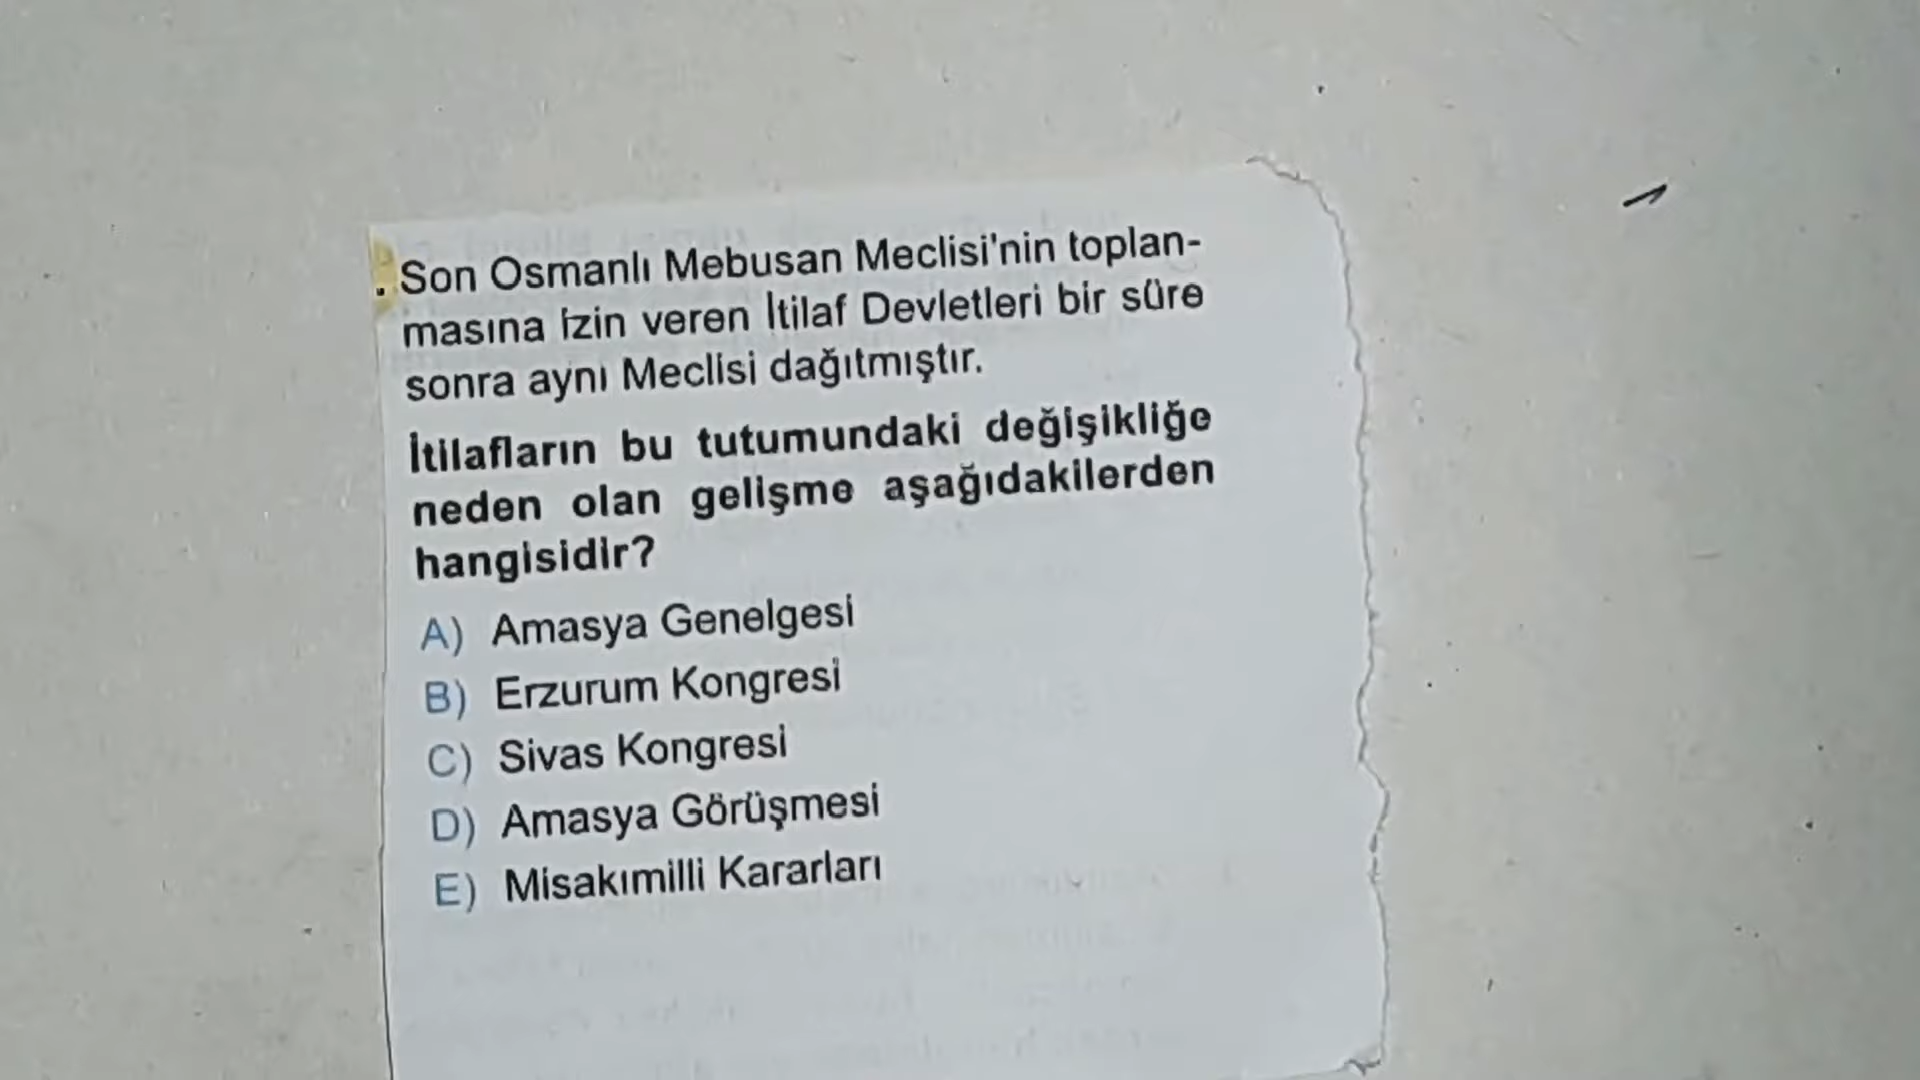 . Son Osmanlı Mebusan Meclisi'nin toplan-
masına izin veren İtilaf Devletleri bir süre
sonra aynı Meclisi dağıtmıştır.
İtilafların bu tutumundaki değişikliğe
neden olan gelişme aşağıdakilerden
hangisidir?
A) Amasya Genelgesi
B) Erzurum Kongresi
C) Sivas Kongresi
D) Amasya Görüşmesi
E) Misakımilli Kararları